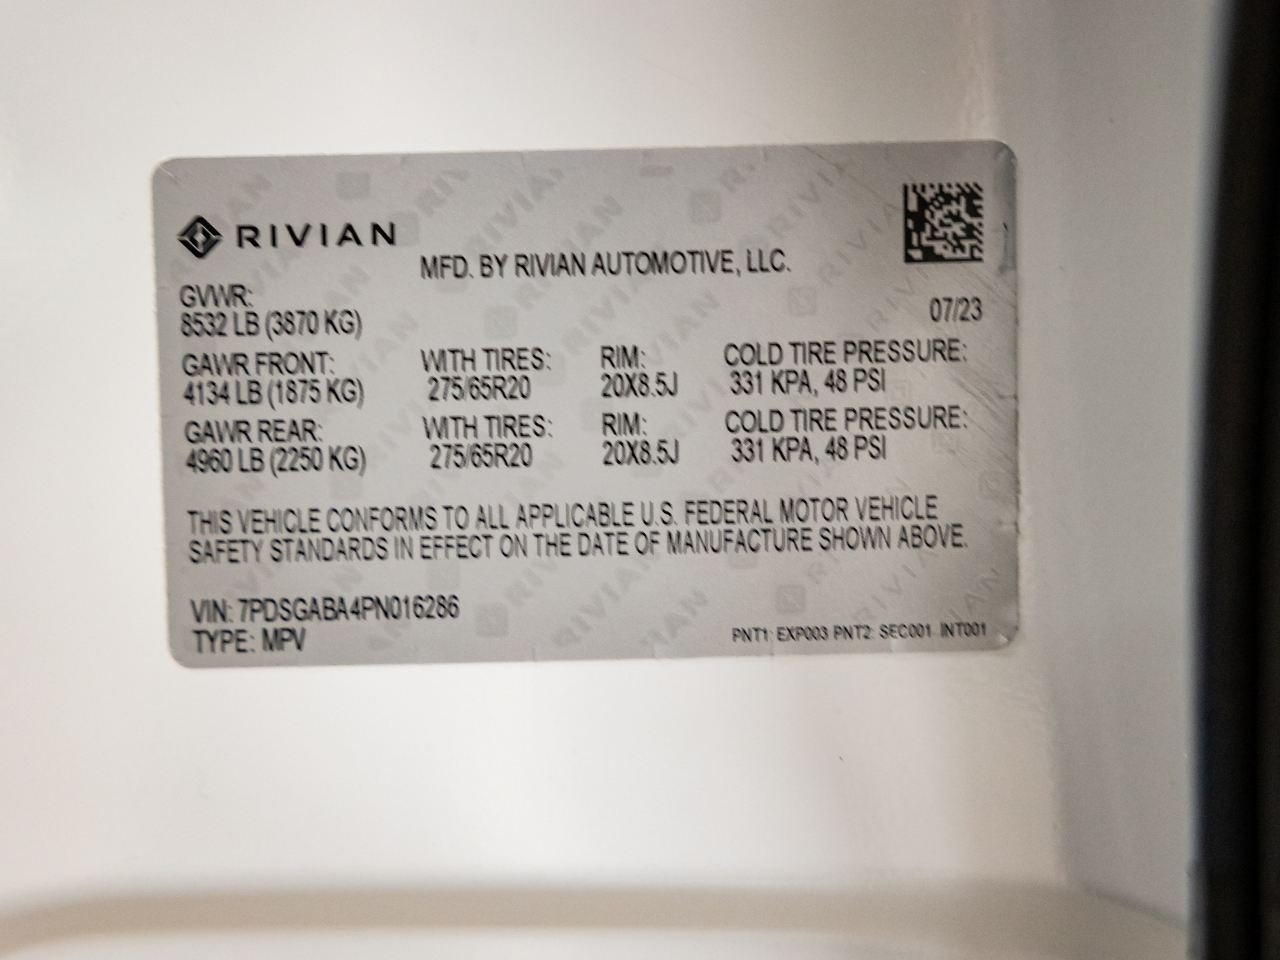 RIVIAN
MFD. BY RIVIAN AUTOMOTIVE, LLC.
GVWR:
8532 LB (3870 KG)
07/23
GAWR FRONT: WITH TIRES: RIM: COLD TIRE PRESSURE:
4134 LB (1875 KG) 275/65R20 20X8.5J 331 KPA, 48 PSI
GAWR REAR: WITH TIRES: RIM: COLD TIRE PRESSURE:
4960 LB (2250 KG) 275/65R20 20X8.5J 331 KPA, 48 PSI
THIS VEHICLE CONFORMS TO ALL APPLICABLE U.S. FEDERAL MOTOR VEHICLE
SAFETY STANDARDS IN EFFECT ON THE DATE OF MANUFACTURE SHOWN ABOVE.
VIN: 7PDSGABA4PN016286
TYPE: MPV
PNT1: EXP003 PNT2: SEC001 INT001